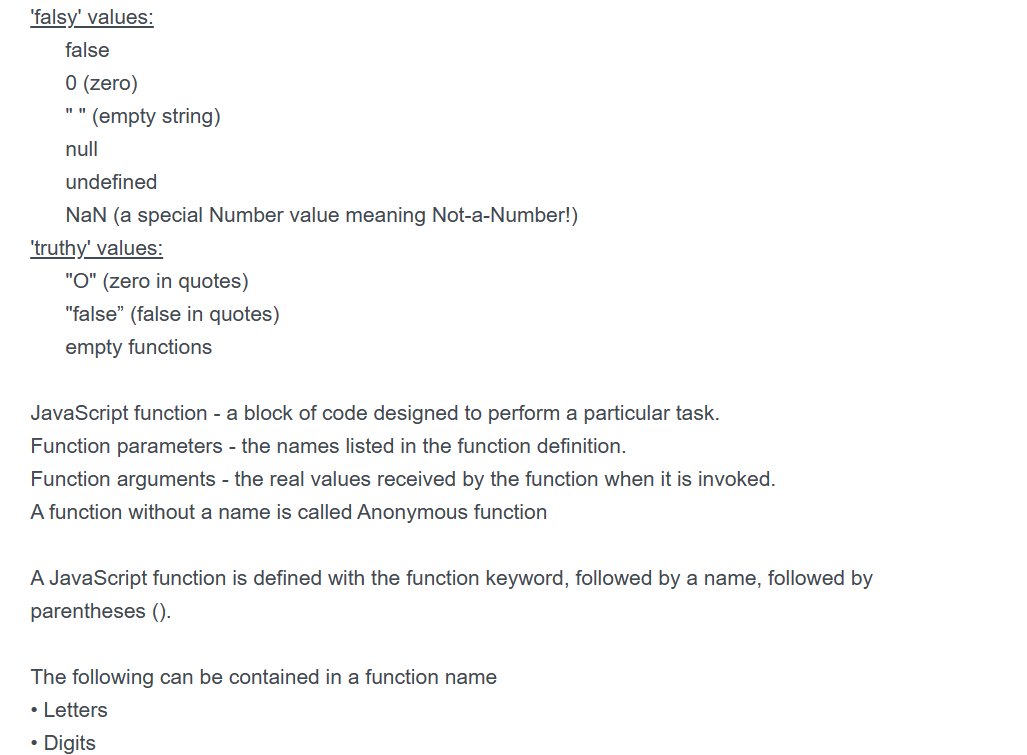 'falsy' values:
false
0 (zero)
" " (empty string)
null
undefined
NaN (a special Number value meaning Not-a-Number!)
'truthy' values:
"O" (zero in quotes)
"false” (false in quotes)
empty functions
JavaScript function - a block of code designed to perform a particular task.
Function parameters - the names listed in the function definition.
Function arguments - the real values received by the function when it is invoked.
A function without a name is called Anonymous function
A JavaScript function is defined with the function keyword, followed by a name, followed by
parentheses ().
The following can be contained in a function name
• Letters
• Digits